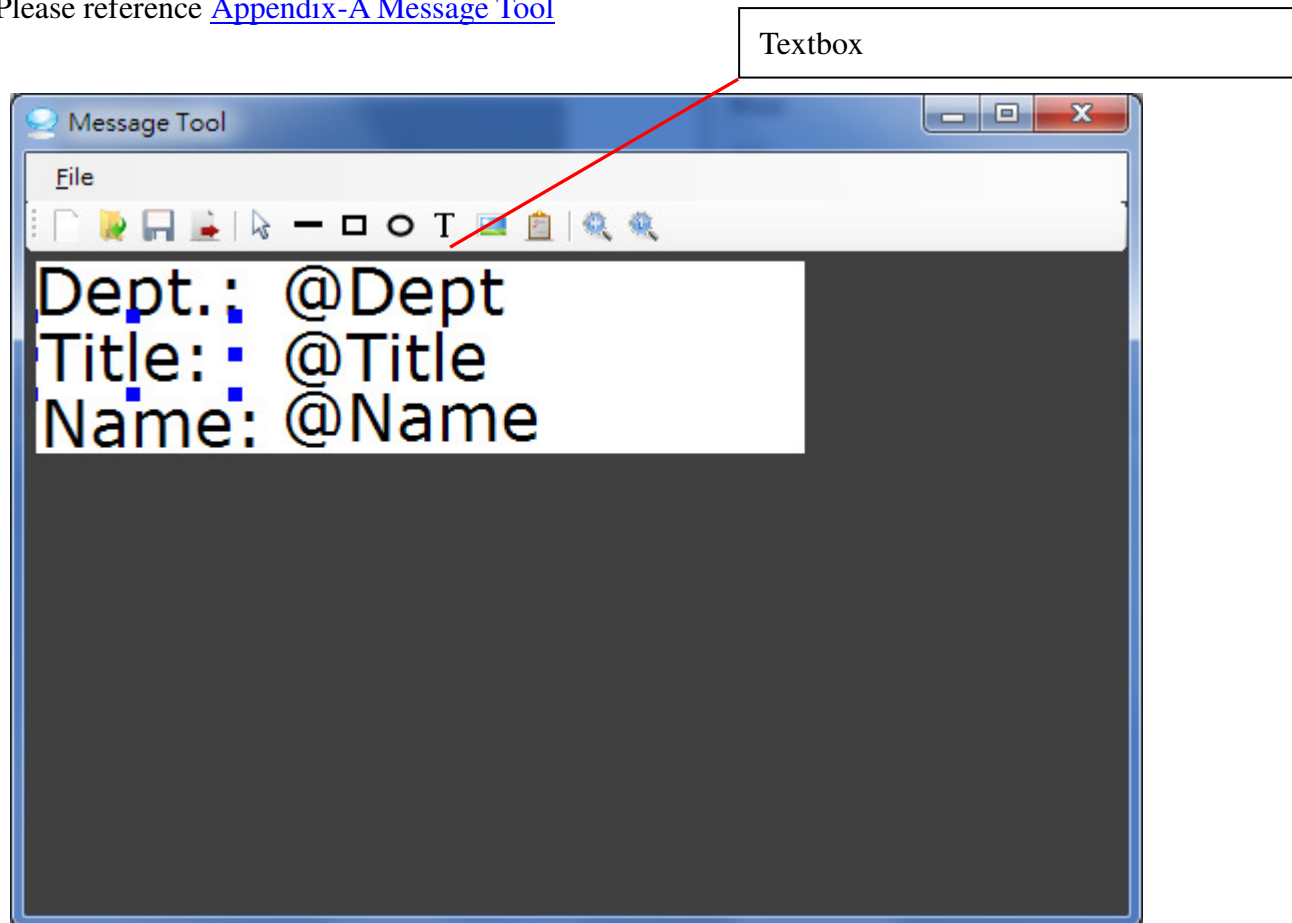 Please reference Appendix-A Message Tool
Textbox
Message Tool
File
T
Dept.: @Dept
Title: @Title
Name: @Name